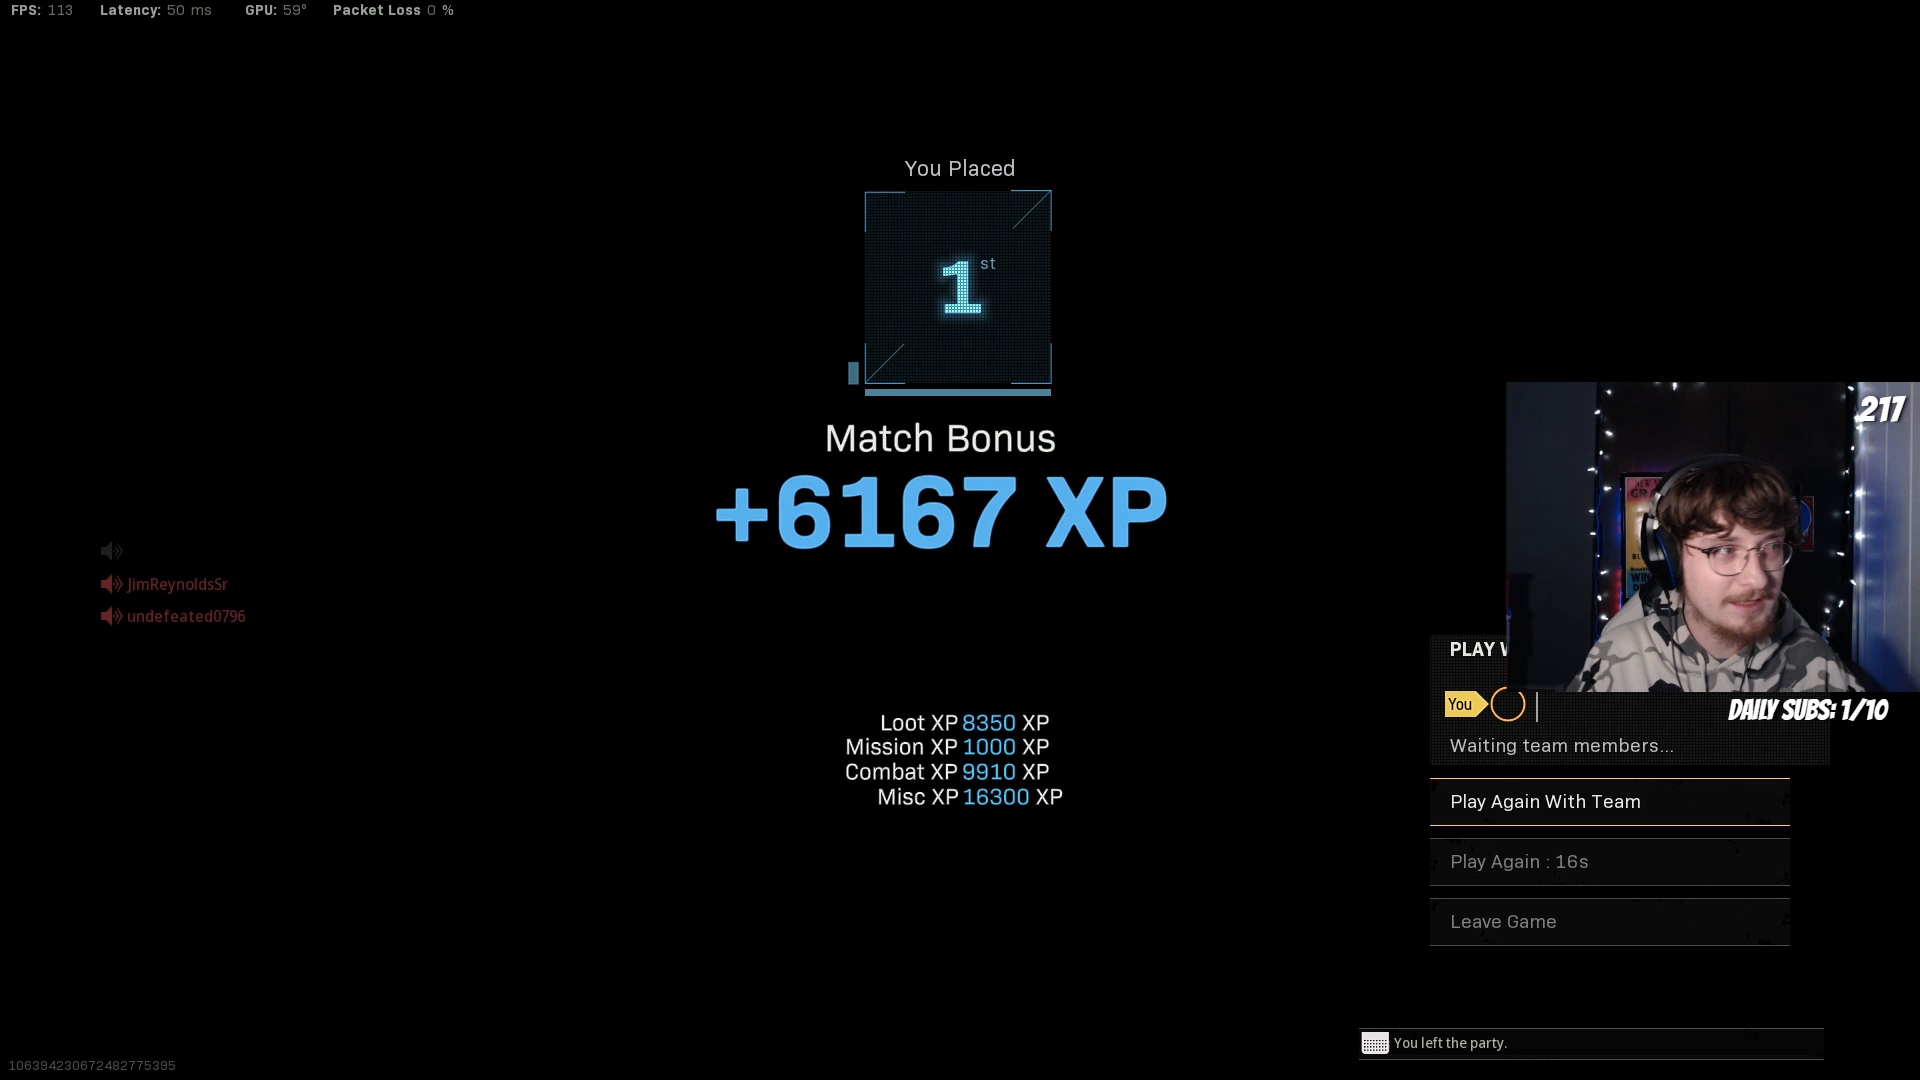 FPS: 113 Latency: 50 ms GPU: 59° Packet Loss 0 %
You Placed
1st
Match Bonus
+6167 XP
217
JimReynoldsSr
undefeated0796
PLAY
You
DAILY SUBS: 1/10
Waiting team members...
Loot XP 8350 XP
Mission XP 1000 XP
Combat XP 9910 XP
Misc XP 16300 XP
Play Again With Team
Play Again : 16s
Leave Game
You left the party.
106394230672482775395